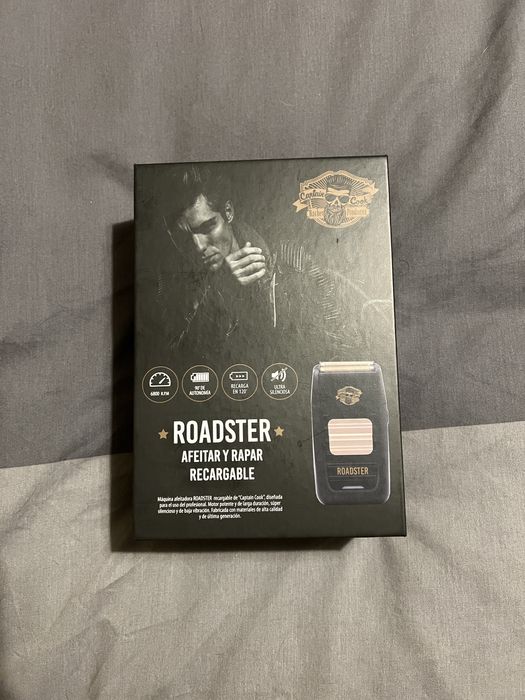 Captain Cook
Barber Products
6800 R.P.M
90' DE
AUTONOMÍA
RECARGA
EN 120'
ULTRA
SILENCIOSA
ROADSTER
AFEITAR Y RAPAR
RECARGABLE
ROADSTER
Máquina afeitadora ROADSTER recargable de "Captain Cook", diseñada
para el uso del profesional. Motor potente y de larga duración, súper
silencioso y de baja vibración. Fabricada con materiales de alta calidad
y de última generación.